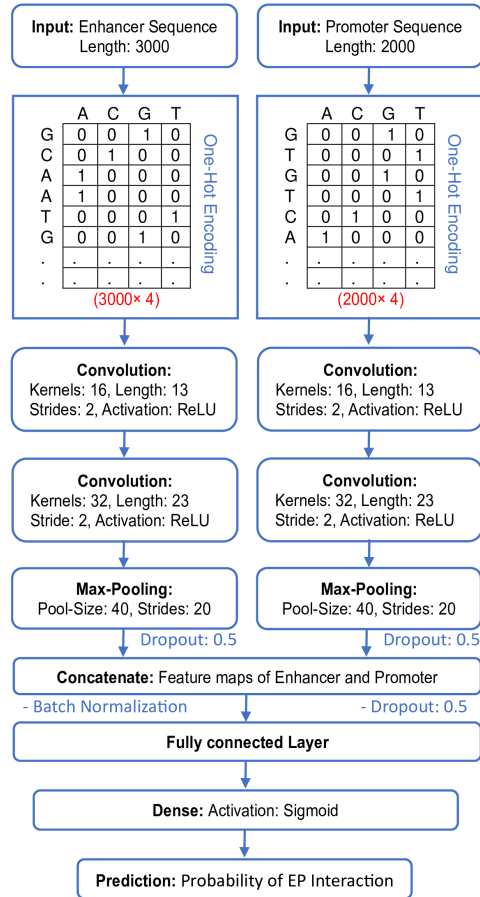 Input: Enhancer Sequence
Length: 3000
Input: Promoter Sequence
Length: 2000
A C G T
G 0 0 1 0
C 0 1 0 0
A 1 0 0 0
A 1 0 0 0
T 0 0 0 1
G 0 0 1 0
. . . . .
. . . . .
(3000× 4)
One-Hot Encoding
A C G T
G 0 0 1 0
T 0 0 0 1
G 0 0 1 0
T 0 0 0 1
C 0 1 0 0
A 1 0 0 0
. . . . .
. . . . .
(2000× 4)
One-Hot Encoding
Convolution:
Kernels: 16, Length: 13
Strides: 2, Activation: ReLU
Convolution:
Kernels: 16, Length: 13
Strides: 2, Activation: ReLU
Convolution:
Kernels: 32, Length: 23
Stride: 2, Activation: ReLU
Convolution:
Kernels: 32, Length: 23
Stride: 2, Activation: ReLU
Max-Pooling:
Pool-Size: 40, Strides: 20
Max-Pooling:
Pool-Size: 40, Strides: 20
Dropout: 0.5
Dropout: 0.5
Concatenate: Feature maps of Enhancer and Promoter
- Batch Normalization
- Dropout: 0.5
Fully connected Layer
Dense: Activation: Sigmoid
Prediction: Probability of EP Interaction